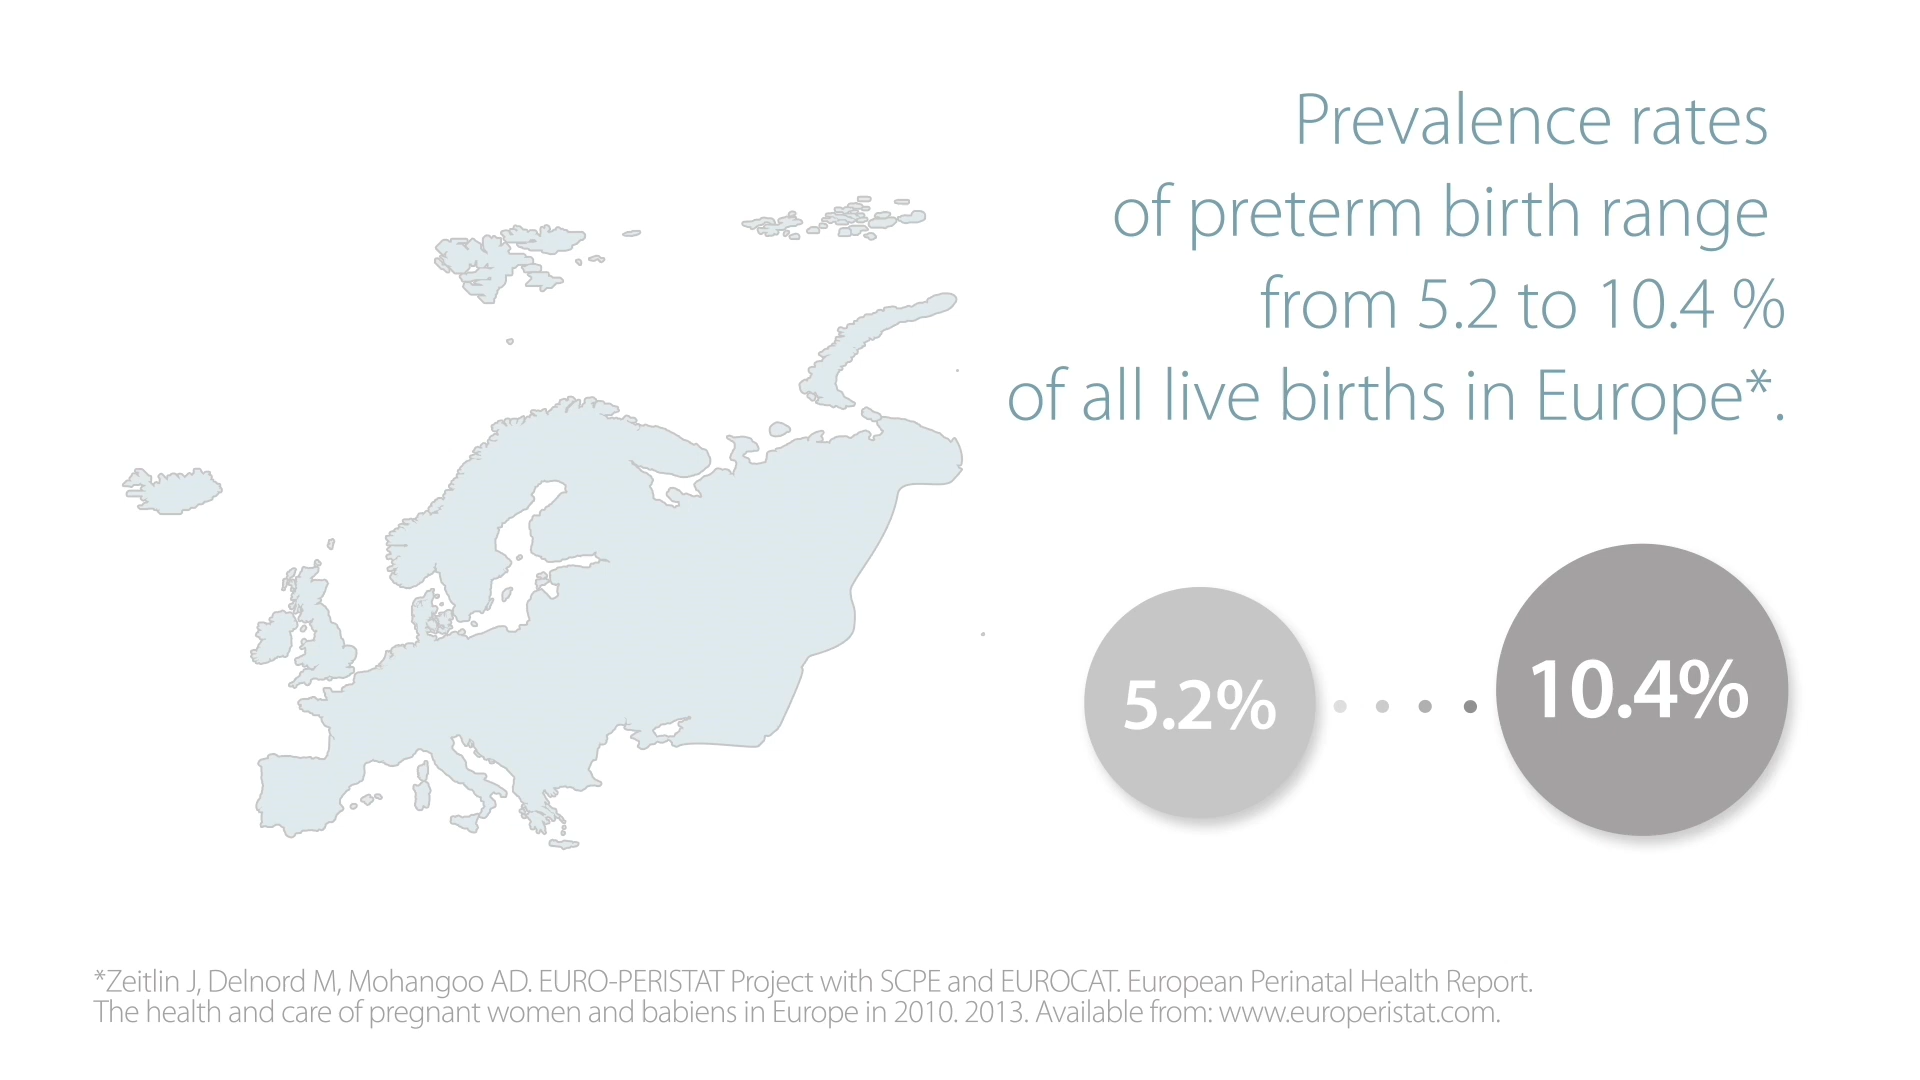 Prevalence rates
of preterm birth range
from 5.2 to 10.4 %
of all live births in Europe*.
5.2%
10.4%
*Zeitlin J, Delnord M, Mohangoo AD. EURO-PERISTAT Project with SCPE and EUROCAT. European Perinatal Health Report.
The health and care of pregnant women and babiens in Europe in 2010. 2013. Available from: www.europeristat.com.